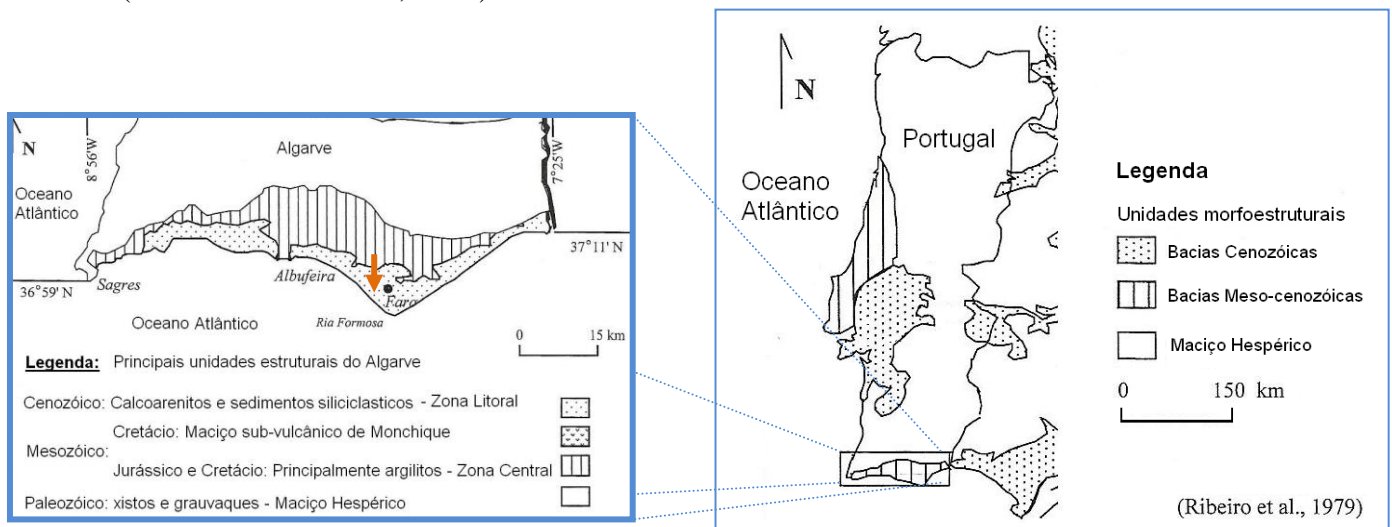 N
8°56'W
Algarve
7°25'W
Oceano
Atlântico
37°11' N
36°59' N
Sagres
Albufeira
Faro
Oceano Atlântico
Ria Formosa
0 15 km
Legenda: Principais unidades estruturais do Algarve
Cenozóico: Calcoarenitos e sedimentos siliciclasticos - Zona Litoral
Cretácio: Maciço sub-vulcânico de Monchique
Mesozóico:
Jurássico e Cretácio: Principalmente argilitos - Zona Central
Paleozóico: xistos e grauvaques - Maciço Hespérico
N
Portugal
Oceano
Atlântico
Legenda
Unidades morfoestruturais
Bacias Cenozóicas
Bacias Meso-cenozóicas
Maciço Hespérico
0 150 km
(Ribeiro et al., 1979)